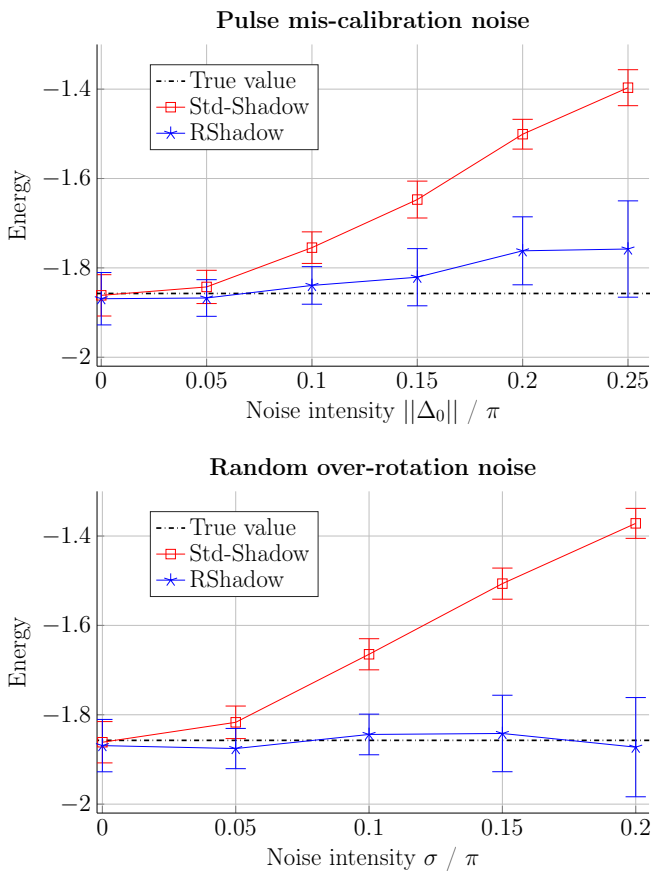 Pulse mis-calibration noise
True value
Std-Shadow
RShadow
−1.4
−1.6
−1.8
−2
Energy
0 0.05 0.1 0.15 0.2 0.25
Noise intensity ||Δ₀|| / π
Random over-rotation noise
True value
Std-Shadow
RShadow
−1.4
−1.6
−1.8
−2
Energy
0 0.05 0.1 0.15 0.2
Noise intensity σ / π